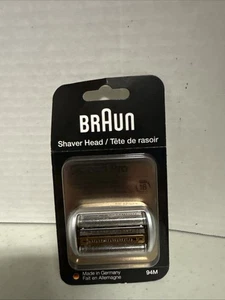 BRAUN
Shaver Head / Tête de rasoir
Made in Germany
Fait en Allemagne
94M